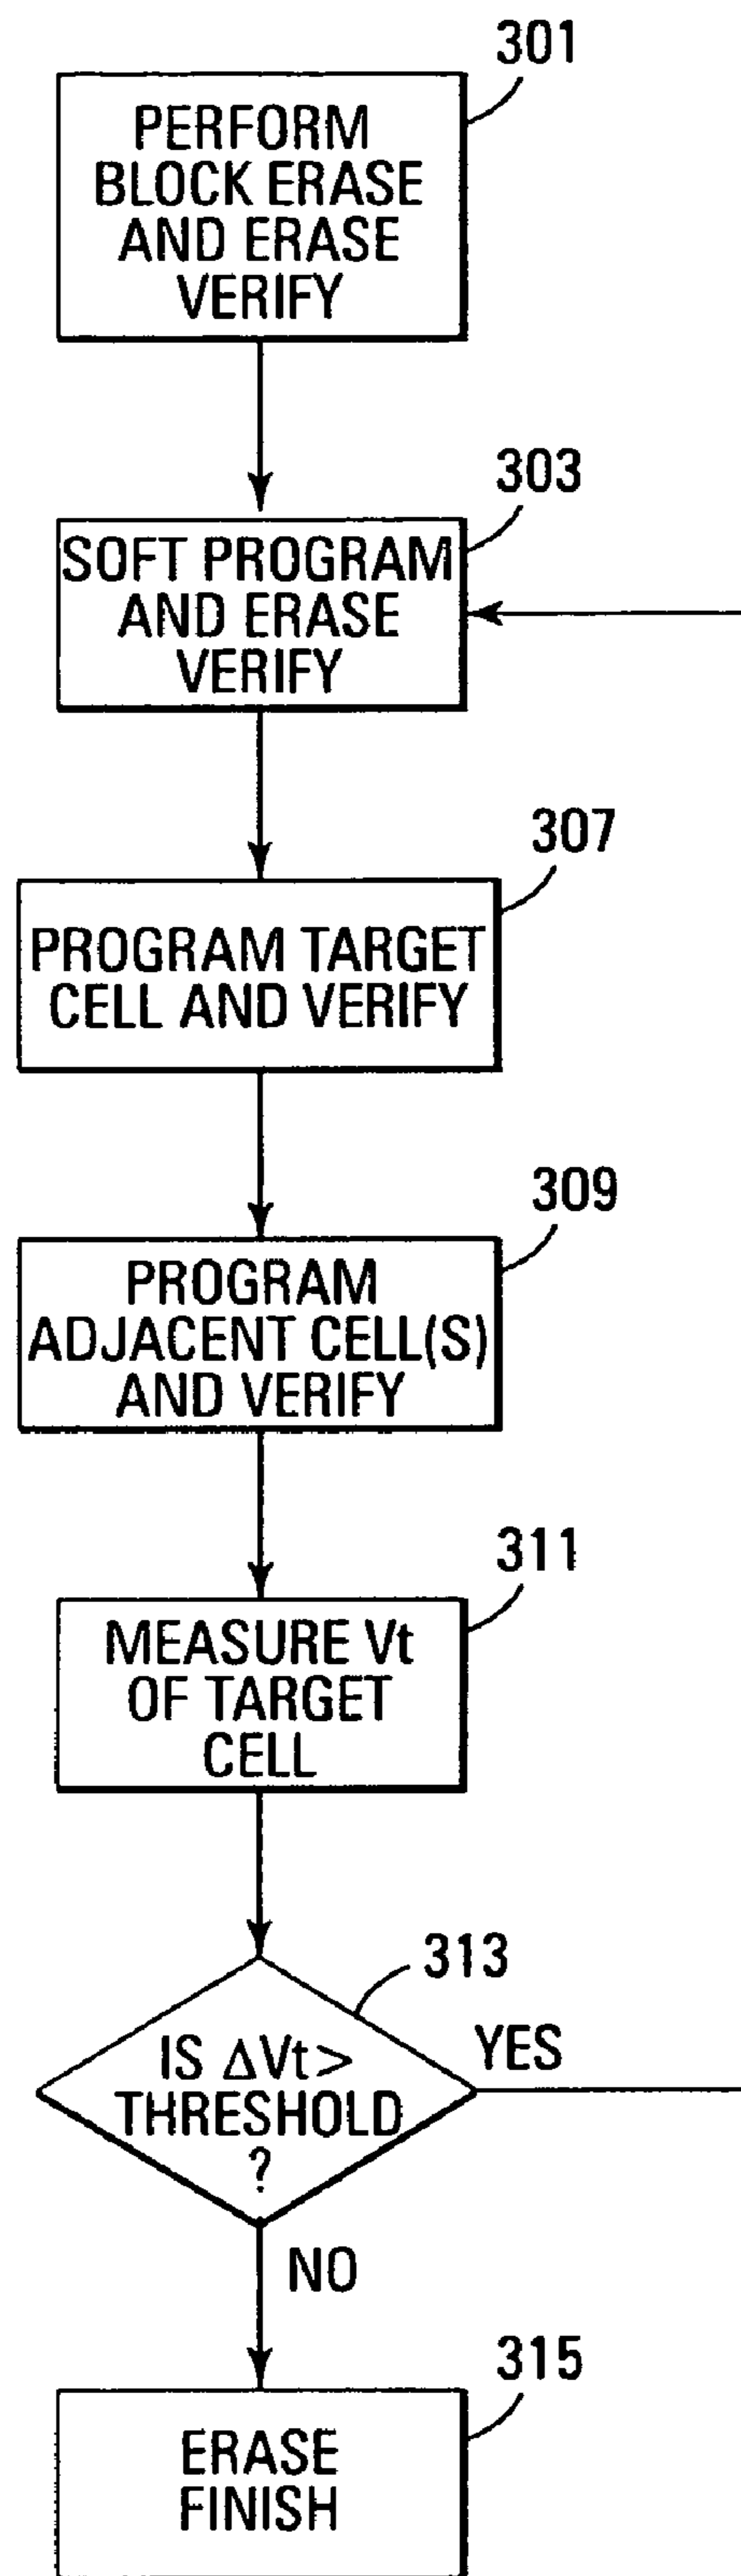 301
PERFORM
BLOCK ERASE
AND ERASE
VERIFY
303
SOFT PROGRAM
AND ERASE
VERIFY
307
PROGRAM TARGET
CELL AND VERIFY
309
PROGRAM
ADJACENT CELL(S)
AND VERIFY
311
MEASURE Vt
OF TARGET
CELL
313
IS ΔVt >
THRESHOLD
?
YES
NO
315
ERASE
FINISH